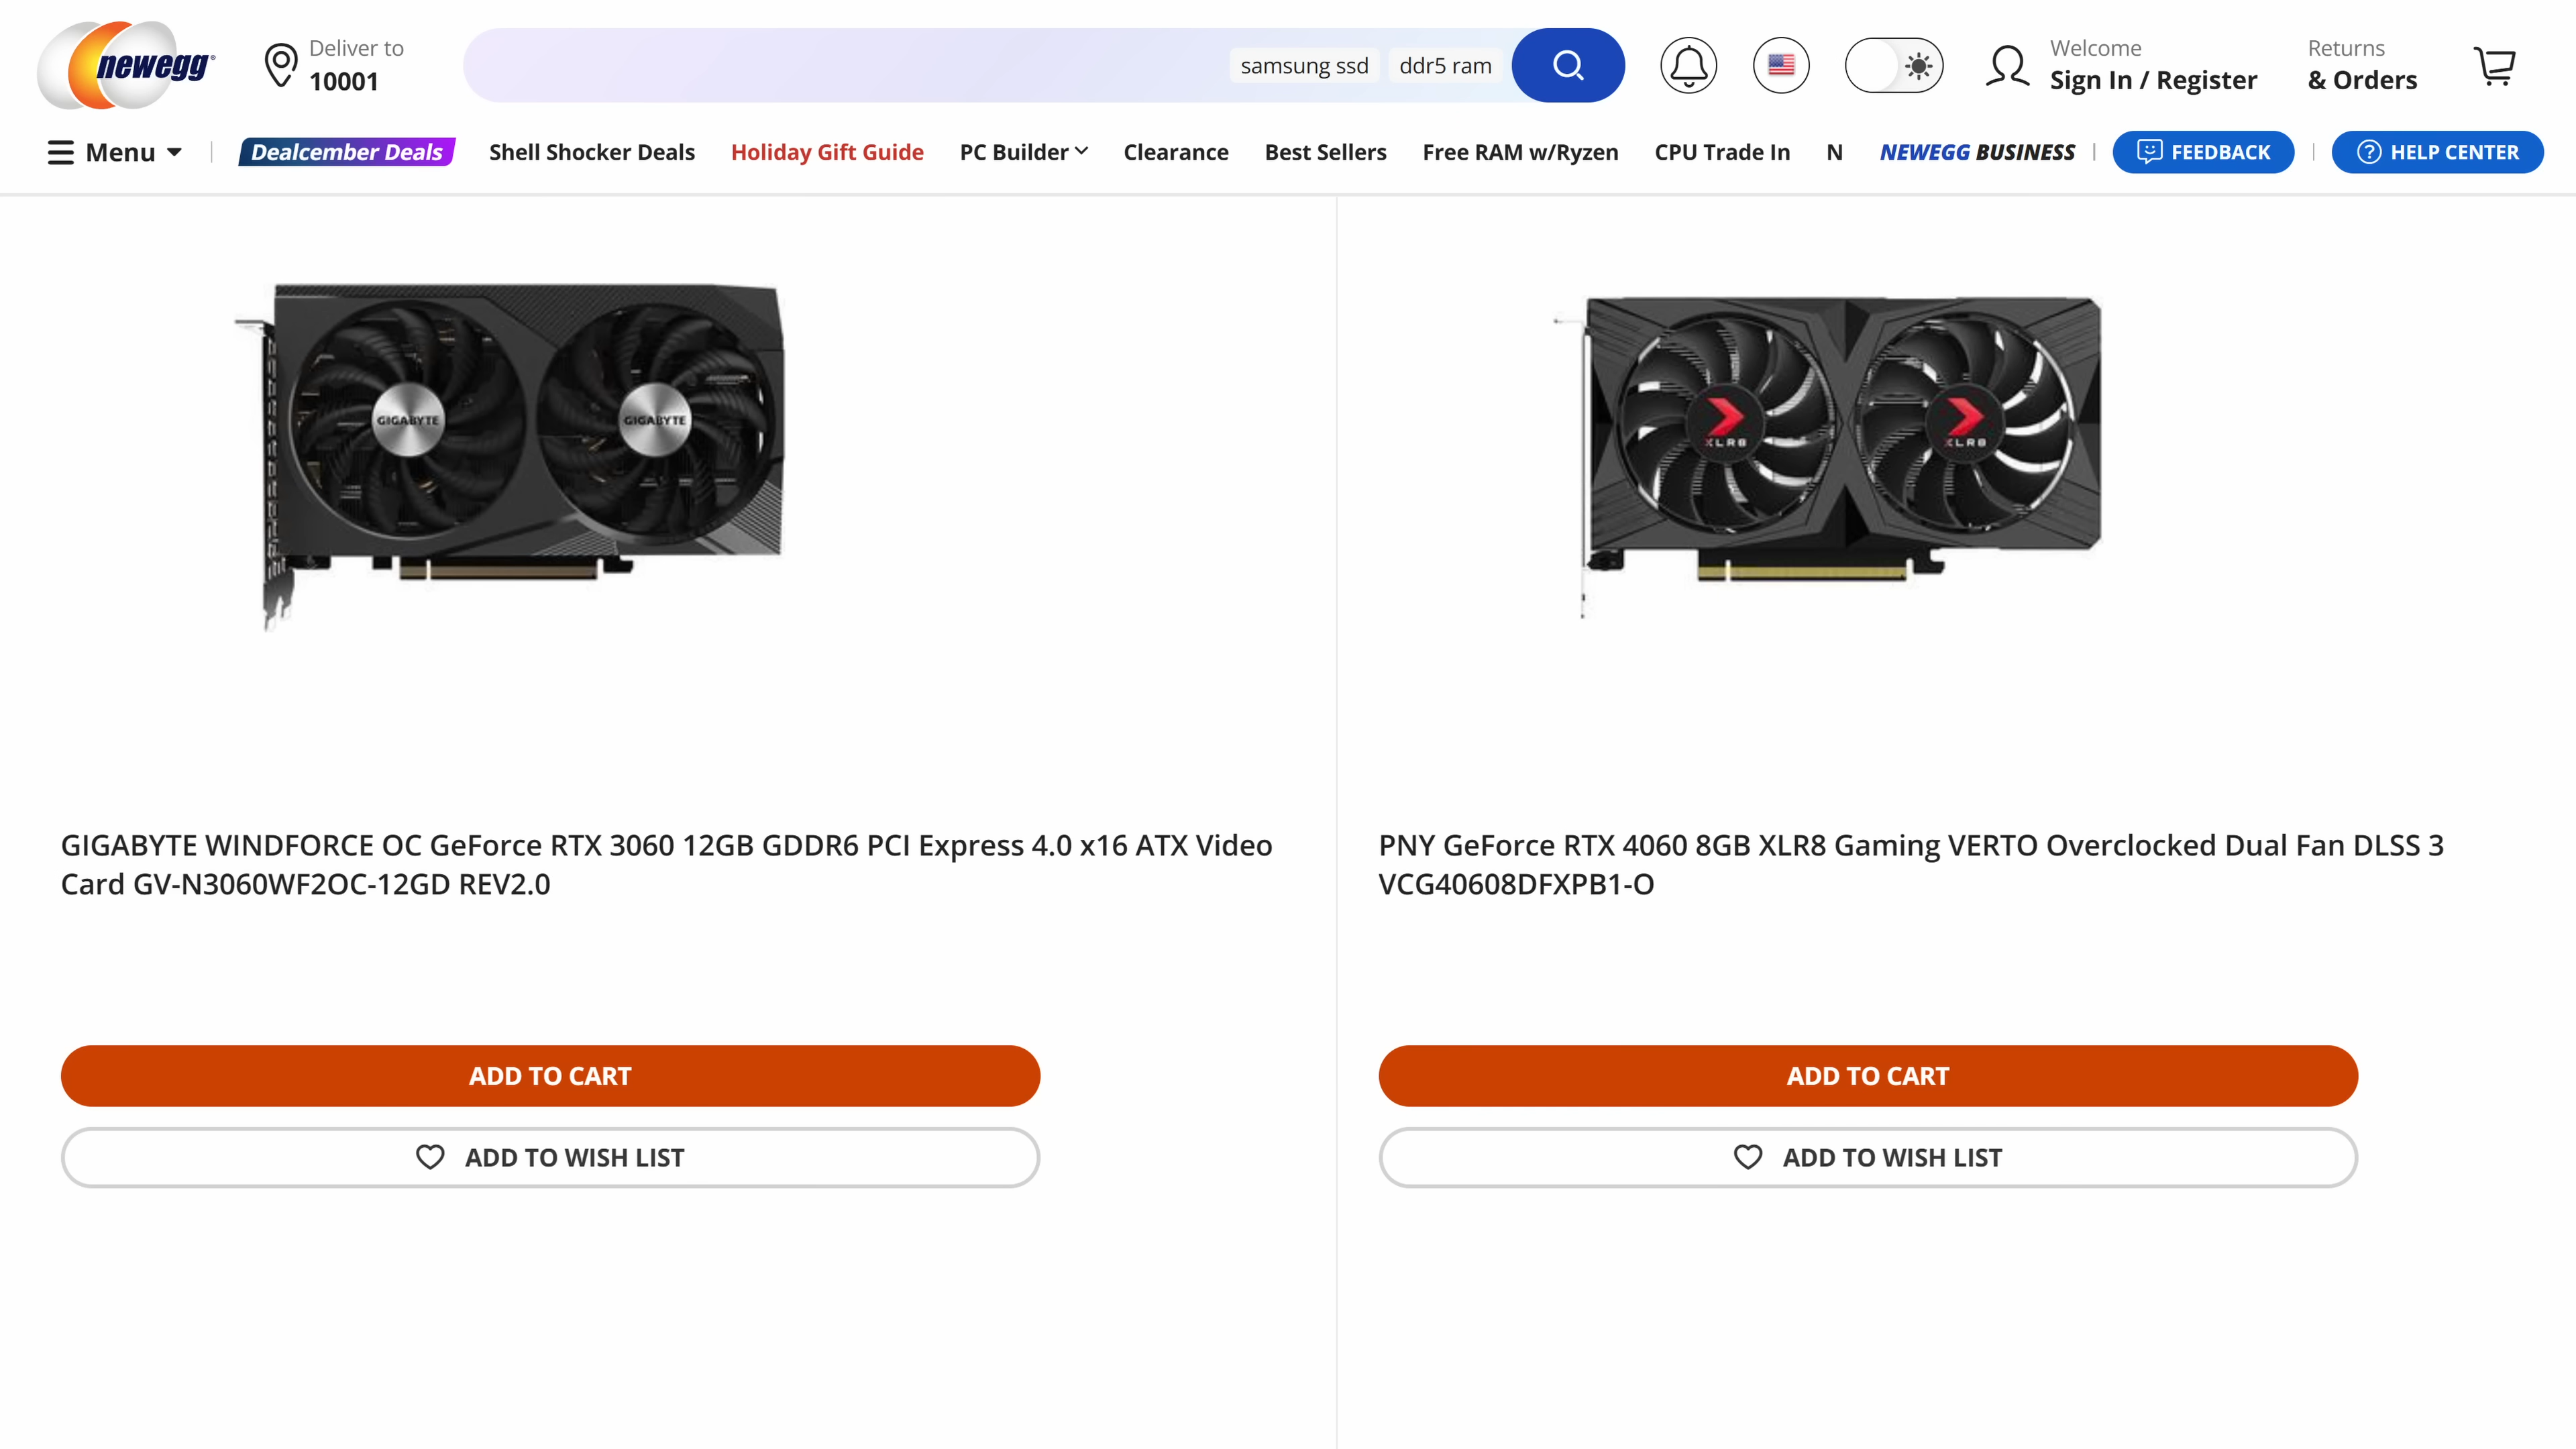 newegg
Deliver to
10001
samsung ssd
ddr5 ram
Welcome
Sign In / Register
Returns
& Orders
Menu
Dealcember Deals
Shell Shocker Deals
Holiday Gift Guide
PC Builder
Clearance
Best Sellers
Free RAM w/Ryzen
CPU Trade In
N
NEWEGG BUSINESS
FEEDBACK
HELP CENTER
GIGABYTE
GIGABYTE
XLR8
XLR8
GIGABYTE WINDFORCE OC GeForce RTX 3060 12GB GDDR6 PCI Express 4.0 x16 ATX Video
Card GV-N3060WF2OC-12GD REV2.0
PNY GeForce RTX 4060 8GB XLR8 Gaming VERTO Overclocked Dual Fan DLSS 3
VCG40608DFXPB1-O
ADD TO CART
ADD TO WISH LIST
ADD TO CART
ADD TO WISH LIST